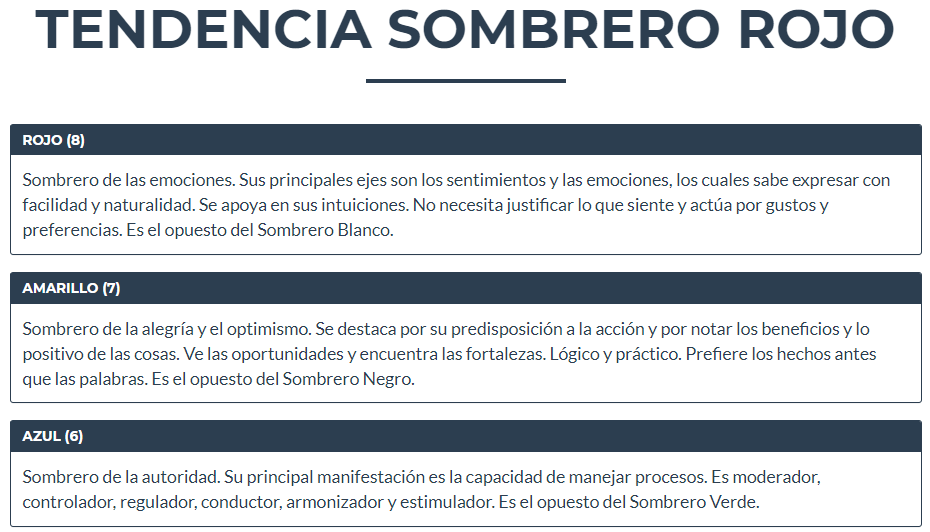 TENDENCIA SOMBRERO ROJO
ROJO (8)
Sombrero de las emociones. Sus principales ejes son los sentimientos y las emociones, los cuales sabe expresar con
facilidad y naturalidad. Se apoya en sus intuiciones. No necesita justificar lo que siente y actúa por gustos y
preferencias. Es el opuesto del Sombrero Blanco.
AMARILLO (7)
Sombrero de la alegría y el optimismo. Se destaca por su predisposición a la acción y por notar los beneficios y lo
positivo de las cosas. Ve las oportunidades y encuentra las fortalezas. Lógico y práctico. Prefiere los hechos antes
que las palabras. Es el opuesto del Sombrero Negro.
AZUL (6)
Sombrero de la autoridad. Su principal manifestación es la capacidad de manejar procesos. Es moderador,
controlador, regulador, conductor, armonizador y estimulador. Es el opuesto del Sombrero Verde.